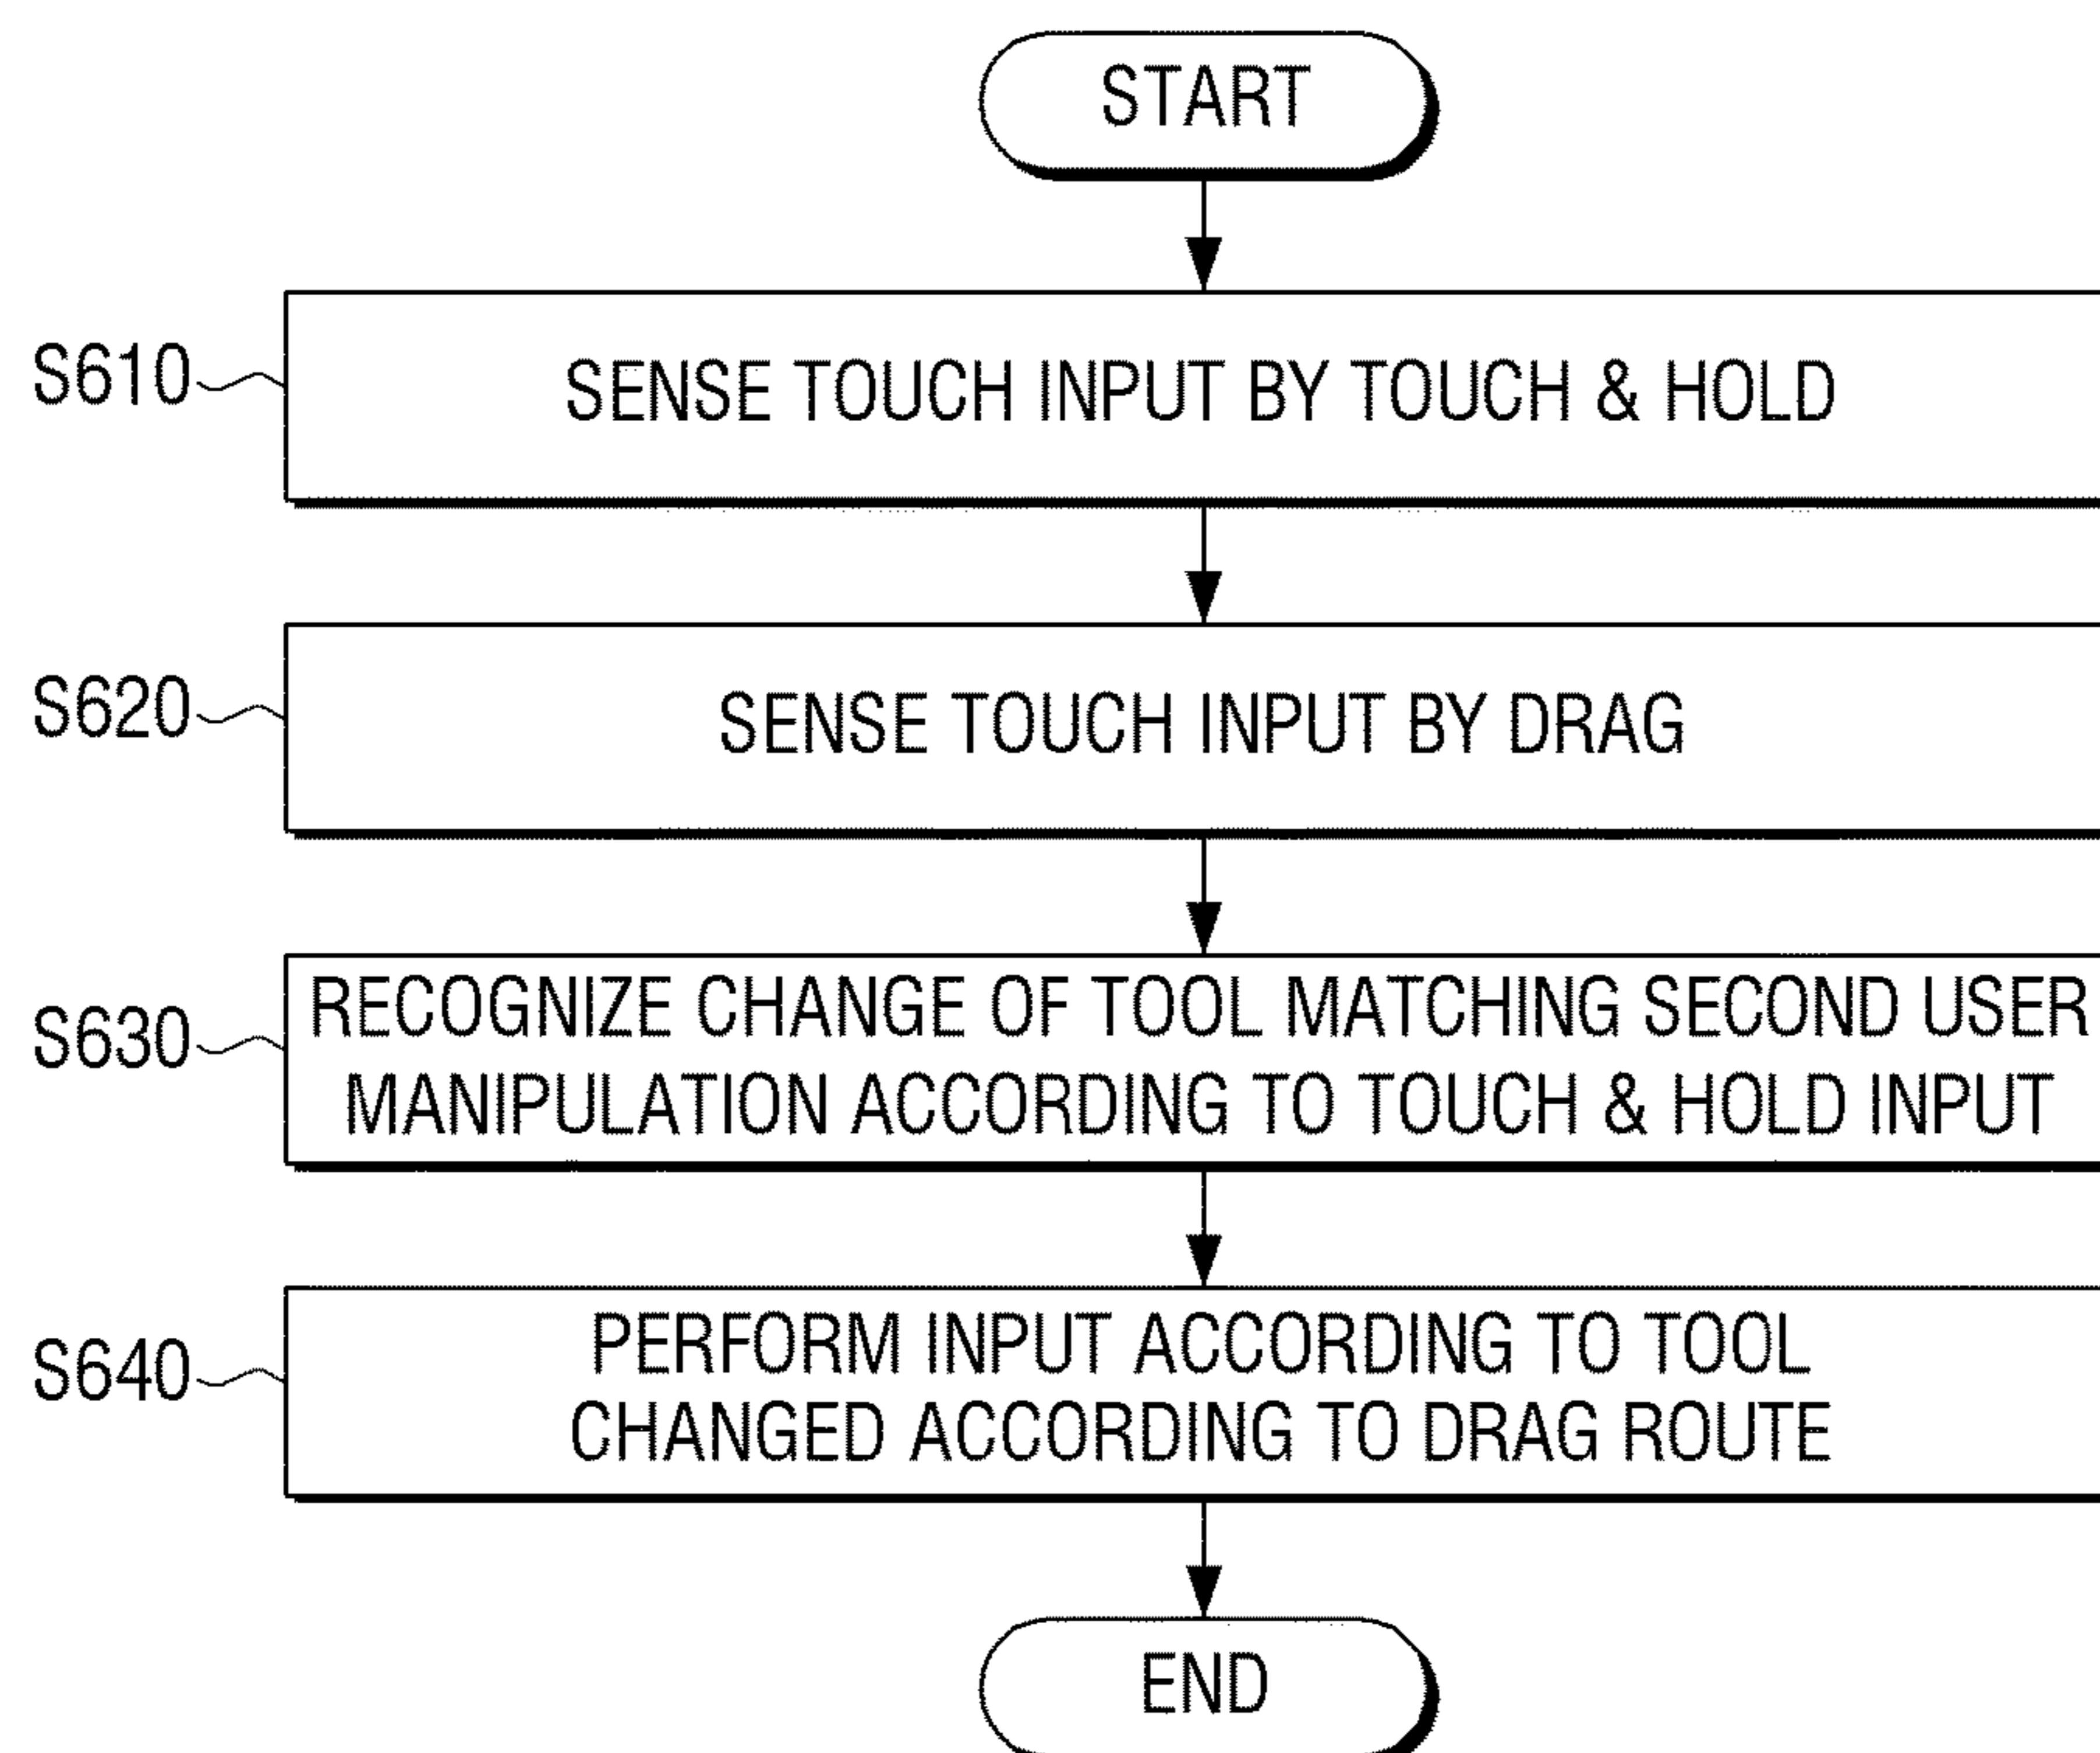 START
S610
SENSE TOUCH INPUT BY TOUCH & HOLD
S620
SENSE TOUCH INPUT BY DRAG
S630
RECOGNIZE CHANGE OF TOOL MATCHING SECOND USER
MANIPULATION ACCORDING TO TOUCH & HOLD INPUT
S640
PERFORM INPUT ACCORDING TO TOOL
CHANGED ACCORDING TO DRAG ROUTE
END